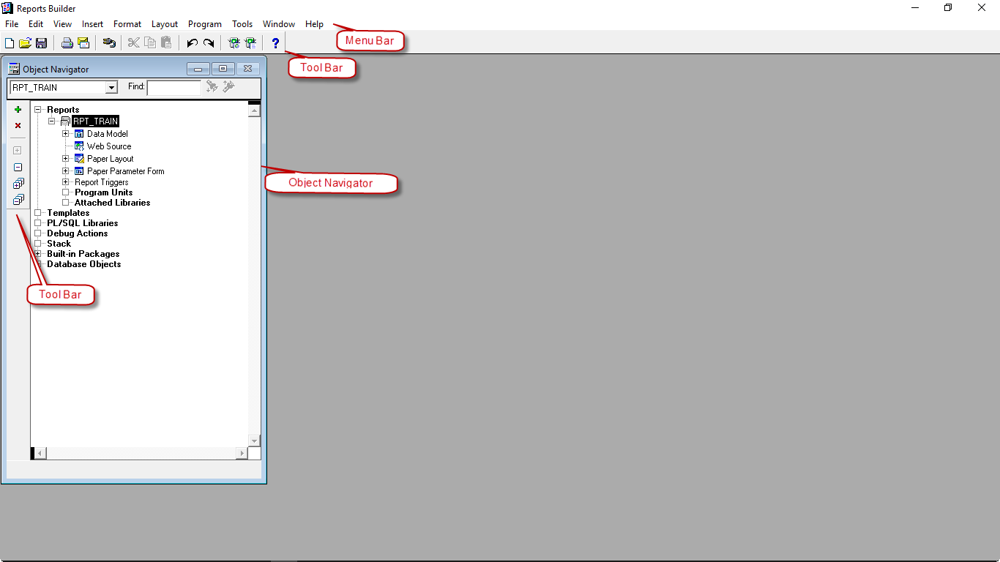 Reports Builder
File Edit View Insert Format Layout Program Tools Window Help
Menu Bar
Tool Bar
Object Navigator
RPT_TRAIN Find:
Reports
RPT_TRAIN
Data Model
Web Source
Paper Layout
Paper Parameter Form
Object Navigator
Report Triggers
Program Units
Attached Libraries
Templates
PL/SQL Libraries
Debug Actions
Stack
Built-in Packages
Database Objects
Tool Bar